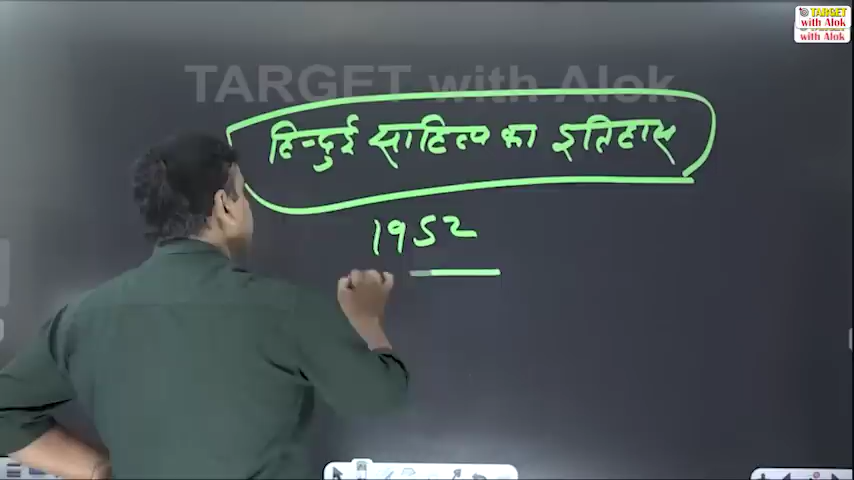 TARGET
with Alok
with Alok
TARGET with Alok
हिन्दुई साहित्य का इतिहास
1952